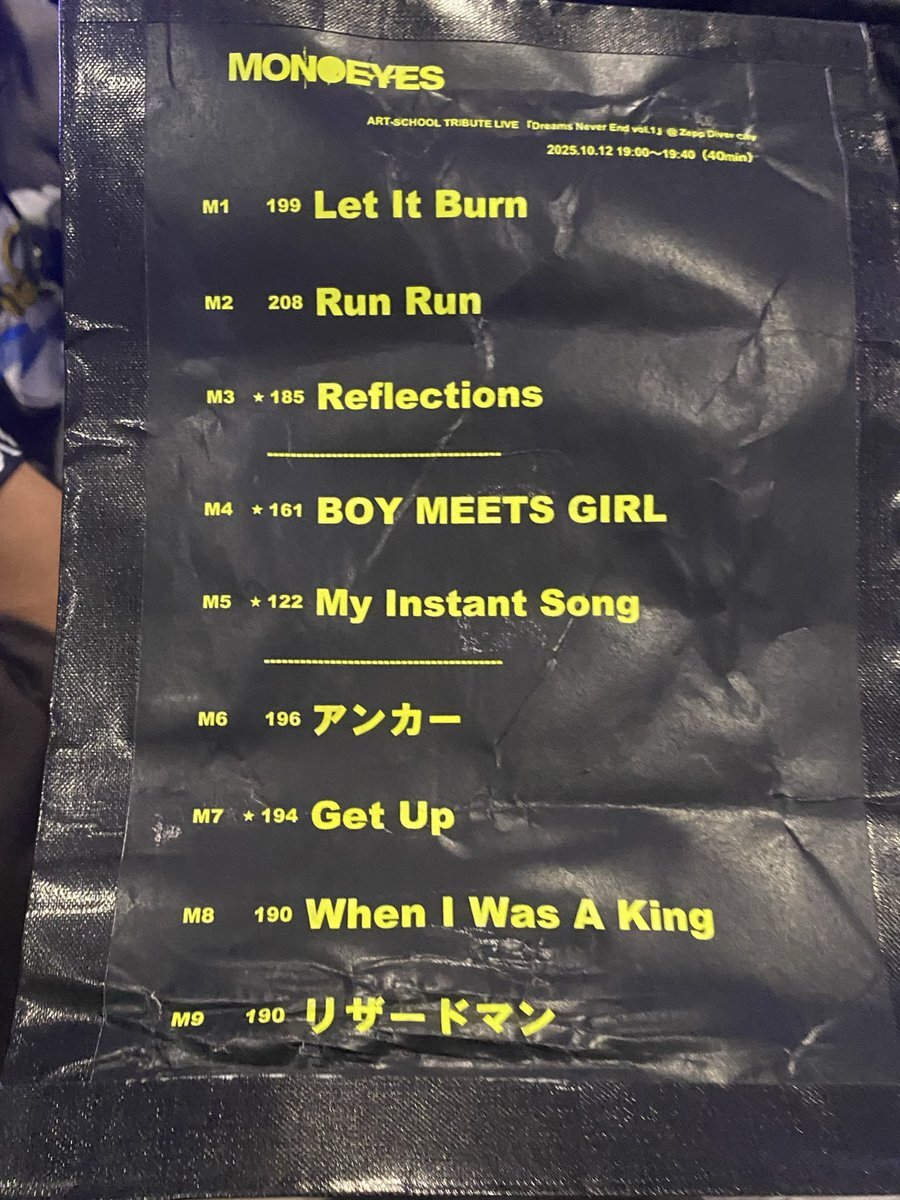 MONOEYES
ART-SCHOOL TRIBUTE LIVE 『Dreams Never End vol.1』 @ Zepp Diver City
2025.10.12 19:00〜19:40 (40min)
M1 199 Let It Burn
M2 208 Run Run
M3 ★ 185 Reflections
M4 ★ 161 BOY MEETS GIRL
M5 ★ 122 My Instant Song
M6 196 アンカー
M7 ★ 194 Get Up
M8 190 When I Was A King
M9 190 リザードマン